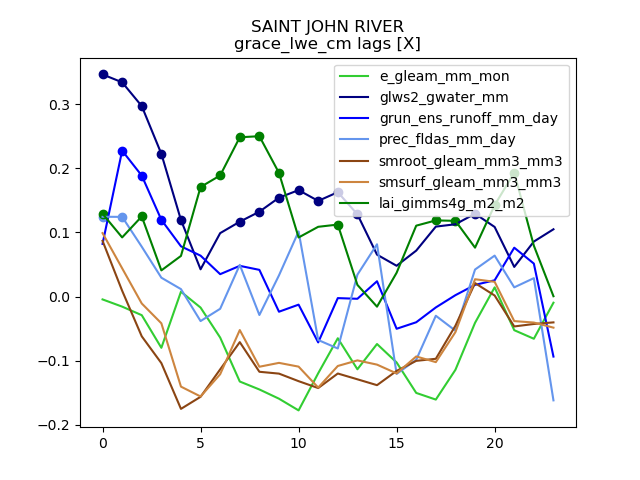 SAINT JOHN RIVER
grace_lwe_cm lags [X]
e_gleam_mm_mon
glws2_gwater_mm
grun_ens_runoff_mm_day
prec_fldas_mm_day
smroot_gleam_mm3_mm3
smsurf_gleam_mm3_mm3
lai_gimms4g_m2_m2
0.3
0.2
0.1
0.0
−0.1
−0.2
0
5
10
15
20